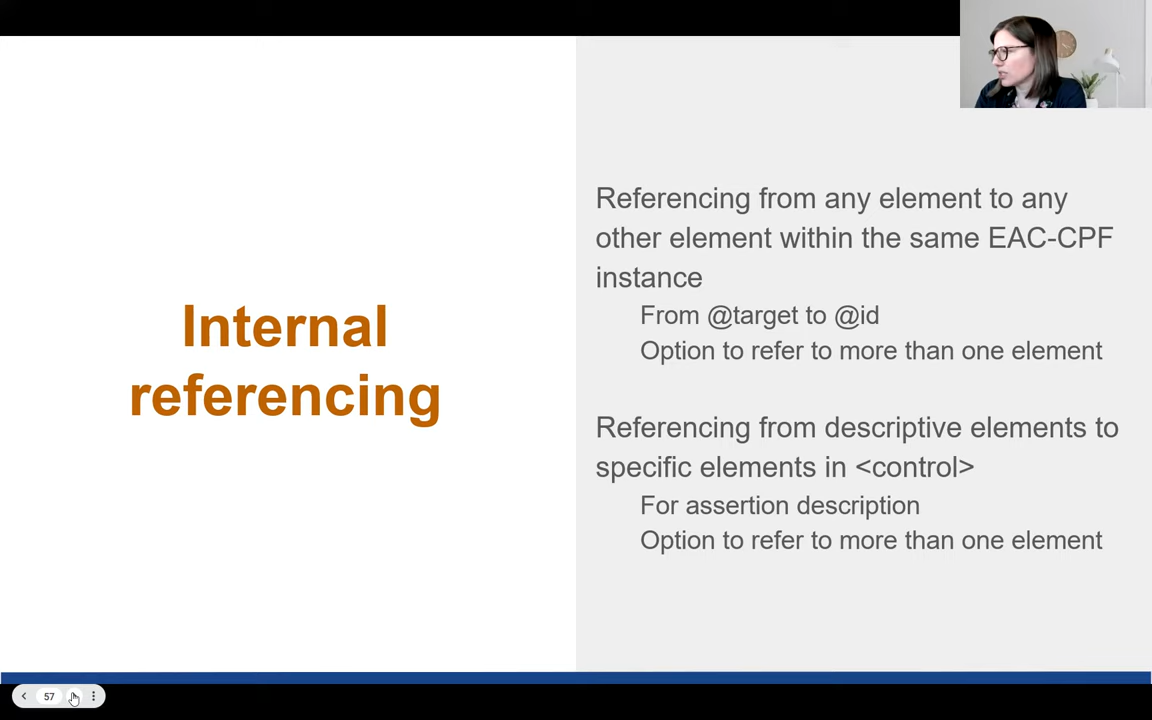 Internal
referencing
Referencing from any element to any
other element within the same EAC-CPF
instance
From @target to @id
Option to refer to more than one element
Referencing from descriptive elements to
specific elements in <control>
For assertion description
Option to refer to more than one element
57